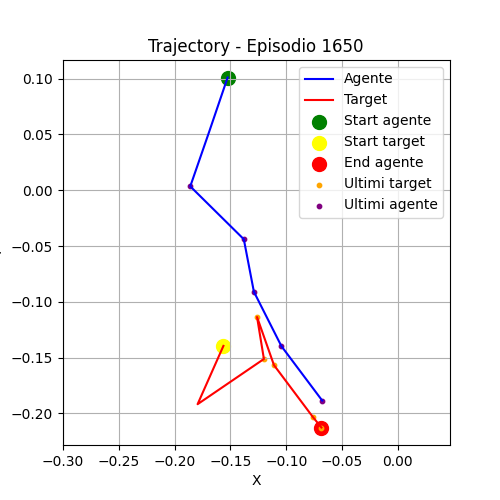 Trajectory - Episodio 1650
Agente
Target
Start agente
Start target
End agente
Ultimi target
Ultimi agente
0.10
0.05
0.00
−0.05
−0.10
−0.15
−0.20
−0.30
−0.25
−0.20
−0.15
−0.10
−0.05
0.00
X